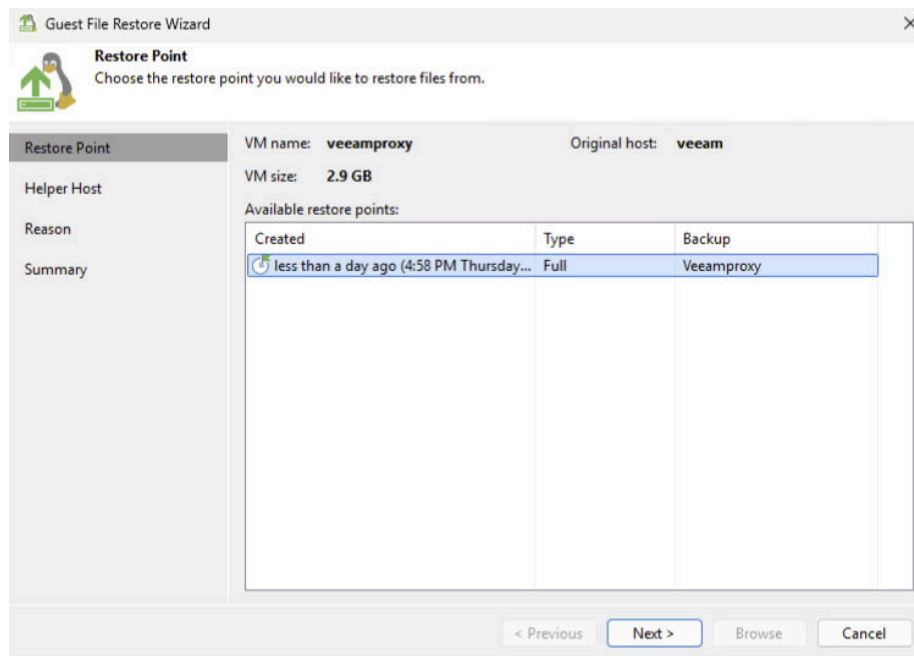 Guest File Restore Wizard
Restore Point
Choose the restore point you would like to restore files from.
Restore Point
Helper Host
Reason
Summary
VM name: veeamproxy Original host: veeam
VM size: 2.9 GB
Available restore points:
Created Type Backup
less than a day ago (4:58 PM Thursday... Full Veeamproxy
< Previous Next > Browse Cancel